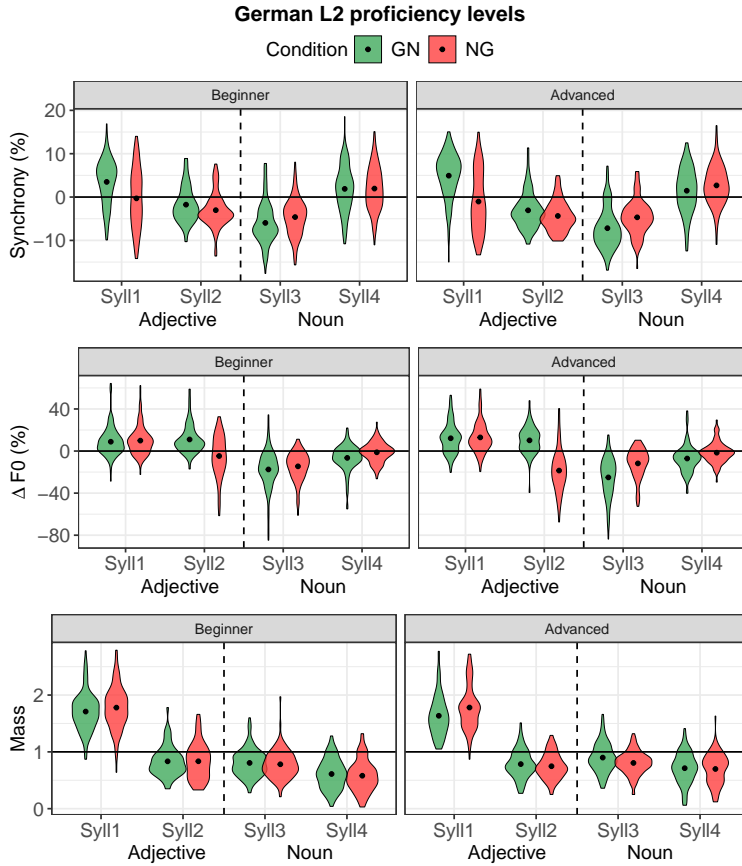 German L2 proficiency levels
Condition GN NG
Beginner Advanced
Synchrony (%)
20
10
0
−10
Syll1 Syll2 Syll3 Syll4 Syll1 Syll2 Syll3 Syll4
Adjective Noun Adjective Noun
Beginner Advanced
Δ F0 (%)
40
0
−40
−80
Syll1 Syll2 Syll3 Syll4 Syll1 Syll2 Syll3 Syll4
Adjective Noun Adjective Noun
Beginner Advanced
Mass
2
1
0
Syll1 Syll2 Syll3 Syll4 Syll1 Syll2 Syll3 Syll4
Adjective Noun Adjective Noun